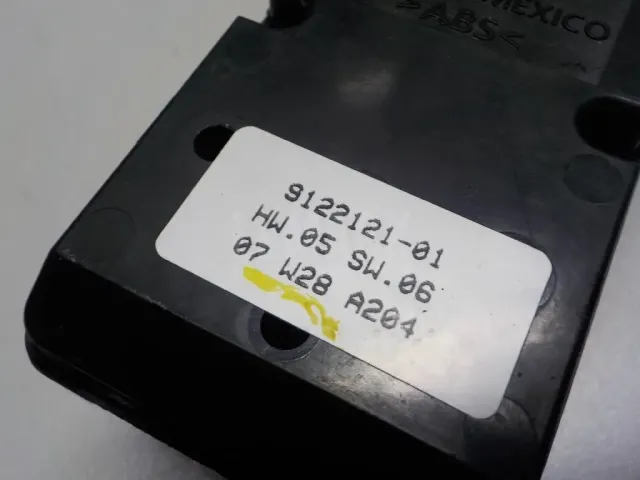 MEXICO
>ABS<
9122121-01
HW.05 SW.06
07 W28 A204